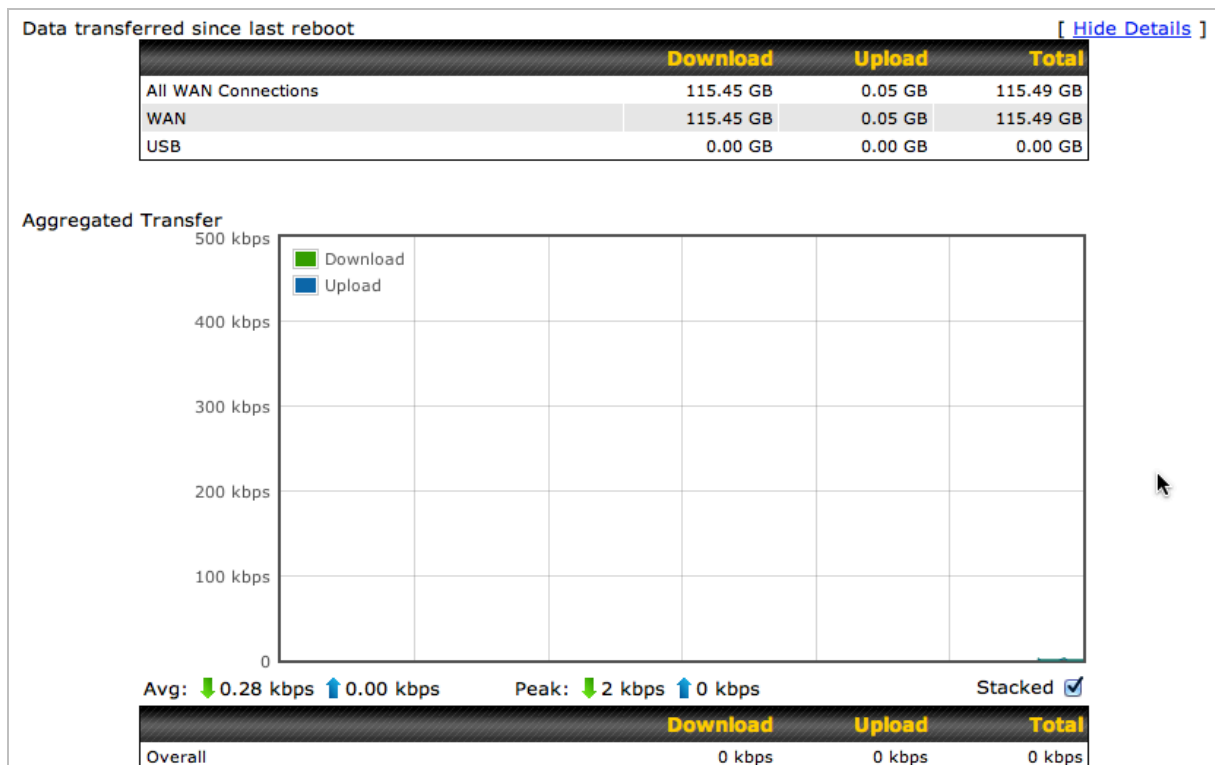 Data transferred since last reboot [ Hide Details ]
Download Upload Total
All WAN Connections 115.45 GB 0.05 GB 115.49 GB
WAN 115.45 GB 0.05 GB 115.49 GB
USB 0.00 GB 0.00 GB 0.00 GB
Aggregated Transfer
500 kbps
Download
Upload
400 kbps
300 kbps
200 kbps
100 kbps
0
Avg: 0.28 kbps 0.00 kbps Peak: 2 kbps 0 kbps Stacked
Download Upload Total
Overall 0 kbps 0 kbps 0 kbps